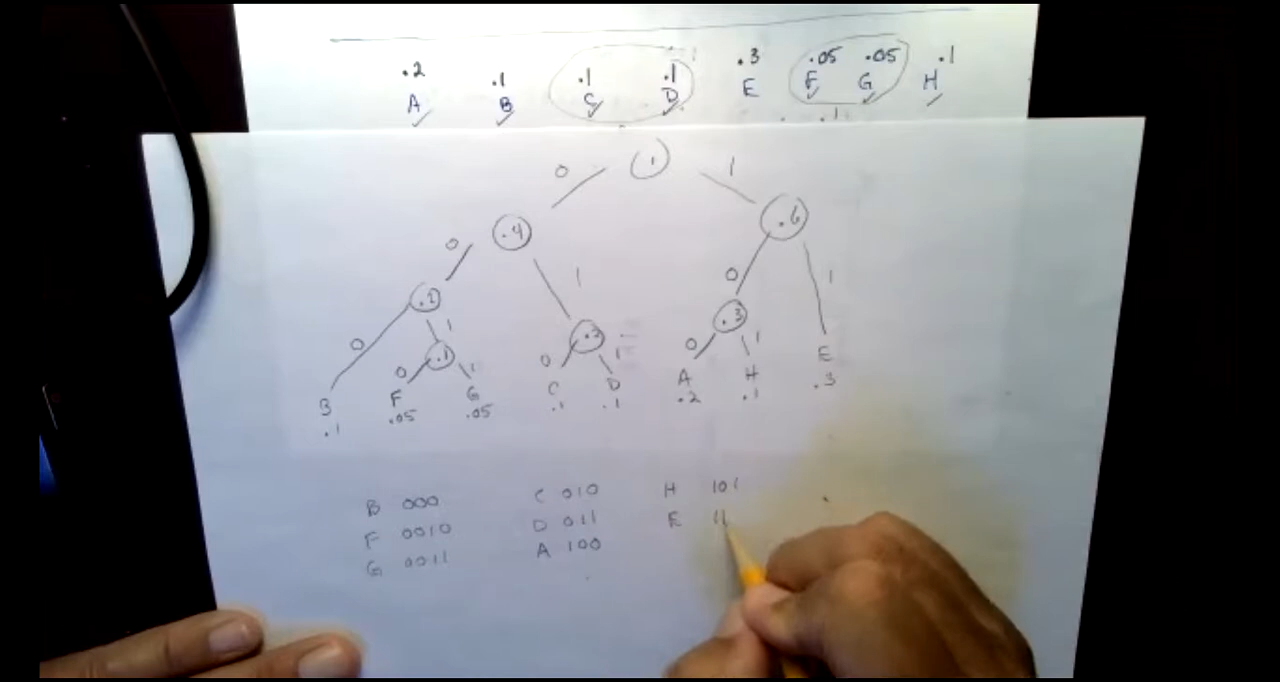 .2 .1 .1 .1 .3 .05 .05 .1
A B C D E F G H
.1
1
0 1
.4 .6
0 1 0 1
.2 .2 .3
0 1 0 1 0 1
.1
0 1
B F G C D A H E
.1 .05 .05 .1 .1 .2 .1 .3
B 000 C 010 H 101
F 0010 D 011 E 11
G 0011 A 100